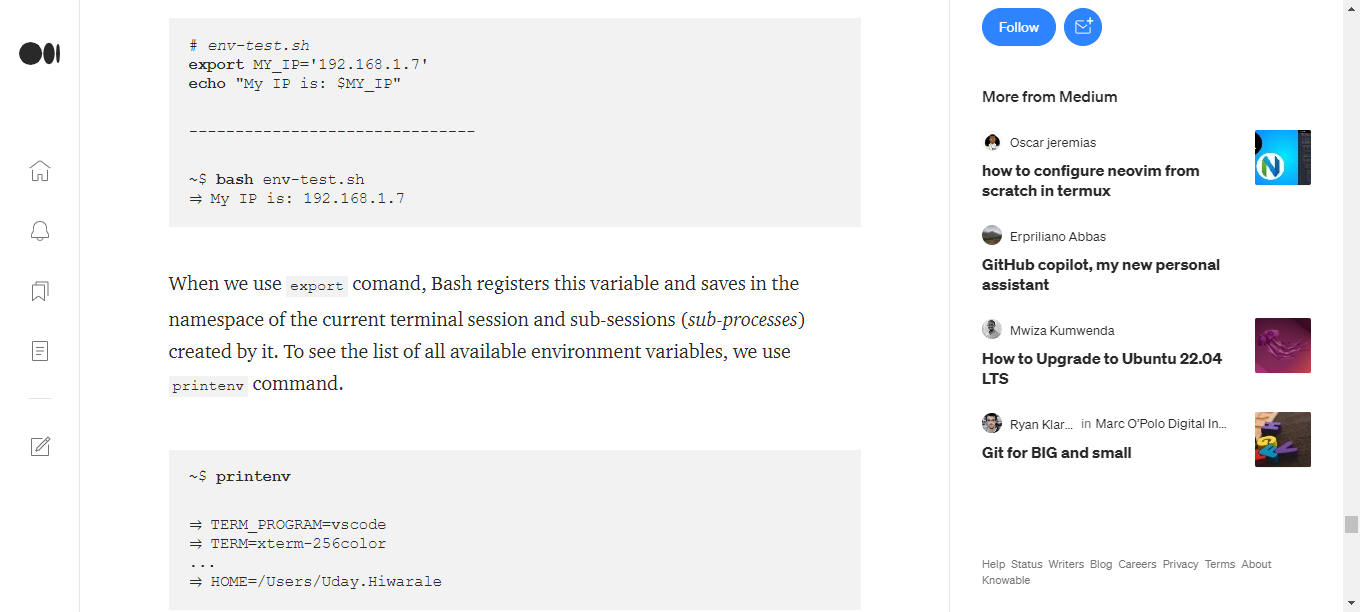 # env-test.sh
export MY_IP='192.168.1.7'
echo "My IP is: $MY_IP"
-------------------------------
~$ bash env-test.sh
⇒ My IP is: 192.168.1.7
When we use export comand, Bash registers this variable and saves in the
namespace of the current terminal session and sub-sessions (sub-processes)
created by it. To see the list of all available environment variables, we use
printenv command.
~$ printenv
⇒ TERM_PROGRAM=vscode
⇒ TERM=xterm-256color
...
⇒ HOME=/Users/Uday.Hiwarale
Follow
More from Medium
Oscar jeremias
how to configure neovim from
scratch in termux
Erpriliano Abbas
GitHub copilot, my new personal
assistant
Mwiza Kumwenda
How to Upgrade to Ubuntu 22.04
LTS
Ryan Klar... in Marc O'Polo Digital In...
Git for BIG and small
Help Status Writers Blog Careers Privacy Terms About
Knowable